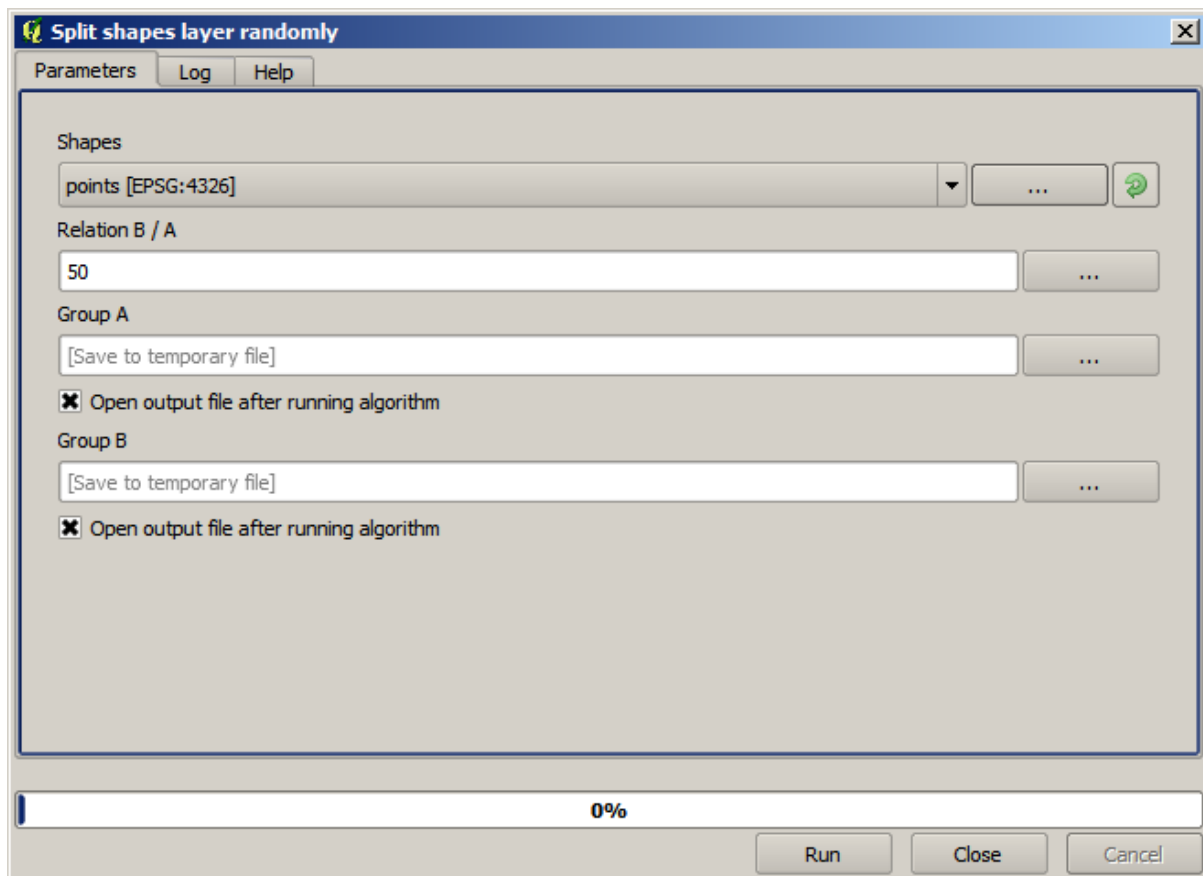 Split shapes layer randomly
Parameters Log Help
Shapes
points [EPSG:4326] ...
Relation B / A
50 ...
Group A
[Save to temporary file] ...
Open output file after running algorithm
Group B
[Save to temporary file] ...
Open output file after running algorithm
0%
Run Close Cancel